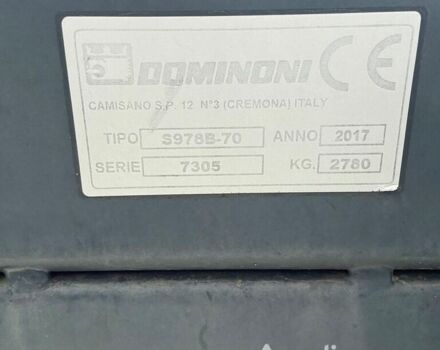 DOMINONI CE
CAMISANO S.P. 12 N°3 (CREMONA) ITALY
TIPO S978B-70 ANNO 2017
SERIE 7305 KG. 2780